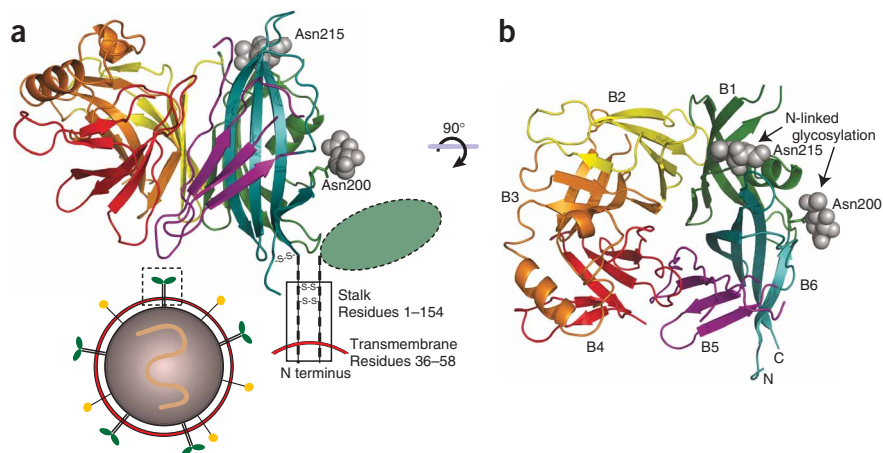 a
Asn215
Asn200
-S-S-
S-S
S-S
Stalk
Residues 1–154
Transmembrane
Residues 36–58
N terminus
90°
b
B1
B2
N-linked
glycosylation
Asn215
Asn200
B3
B6
B4
B5
C
N